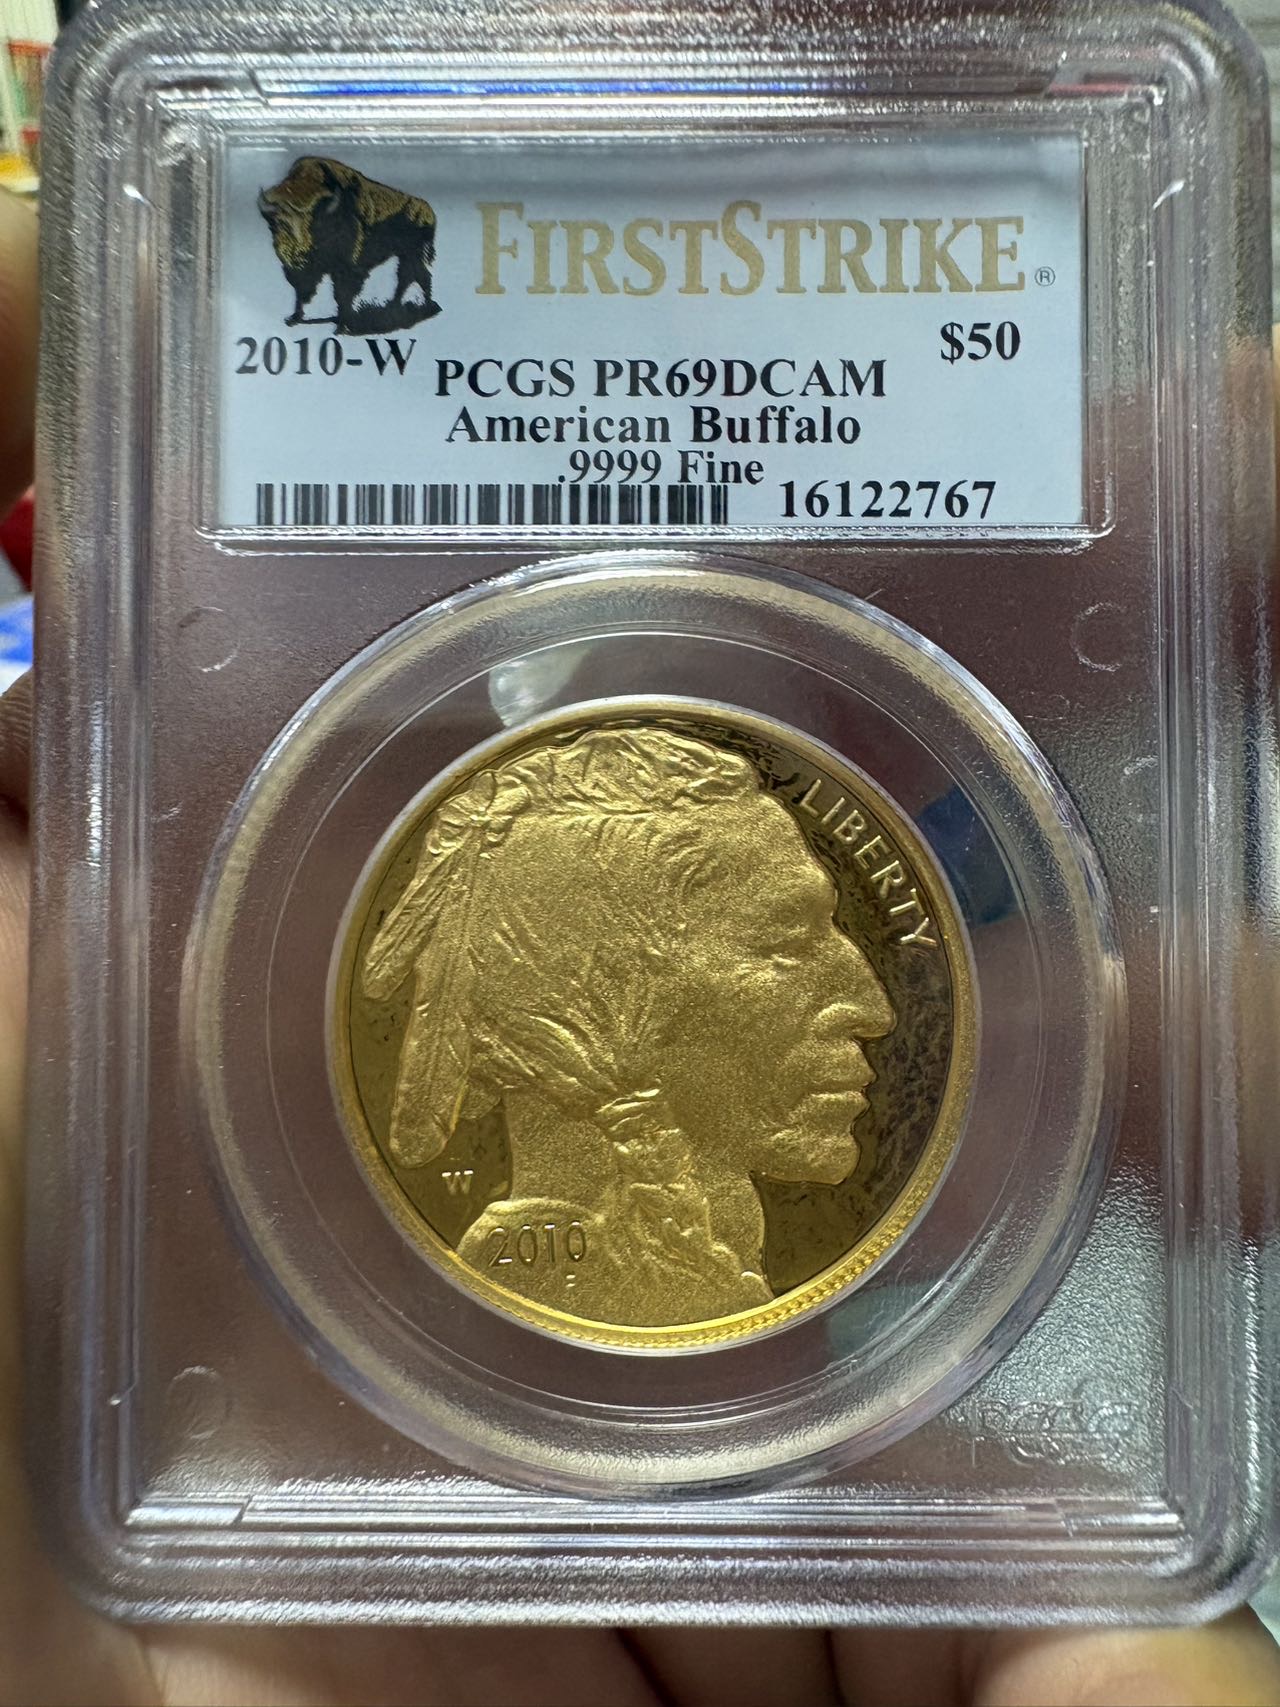 FIRSTSTRIKE®
2010-W $50
PCGS PR69DCAM
American Buffalo
.9999 Fine
16122767
LIBERTY
W
2010
F